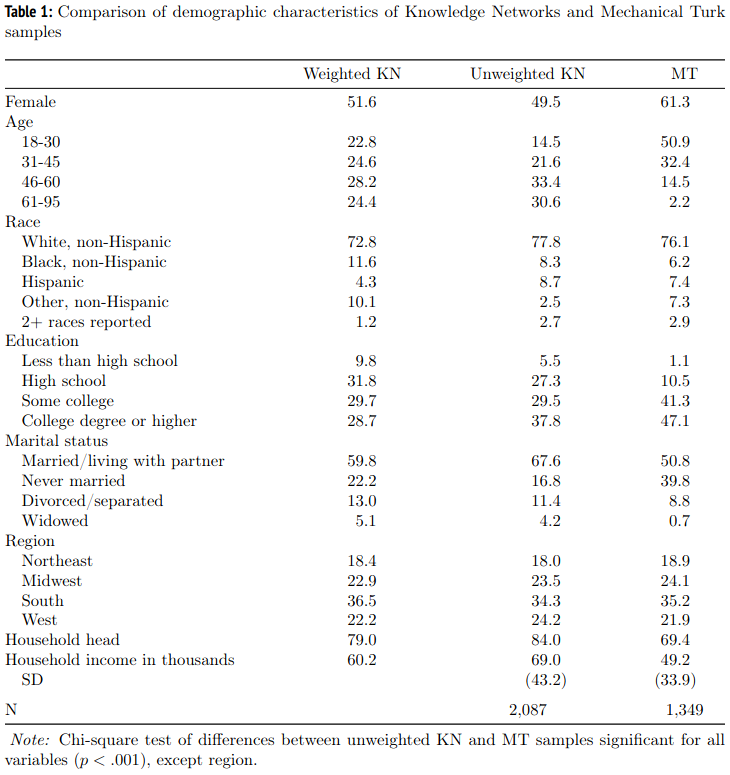 Table 1: Comparison of demographic characteristics of Knowledge Networks and Mechanical Turk
samples
Weighted KN Unweighted KN MT
Female 51.6 49.5 61.3
Age
18-30 22.8 14.5 50.9
31-45 24.6 21.6 32.4
46-60 28.2 33.4 14.5
61-95 24.4 30.6 2.2
Race
White, non-Hispanic 72.8 77.8 76.1
Black, non-Hispanic 11.6 8.3 6.2
Hispanic 4.3 8.7 7.4
Other, non-Hispanic 10.1 2.5 7.3
2+ races reported 1.2 2.7 2.9
Education
Less than high school 9.8 5.5 1.1
High school 31.8 27.3 10.5
Some college 29.7 29.5 41.3
College degree or higher 28.7 37.8 47.1
Marital status
Married/living with partner 59.8 67.6 50.8
Never married 22.2 16.8 39.8
Divorced/separated 13.0 11.4 8.8
Widowed 5.1 4.2 0.7
Region
Northeast 18.4 18.0 18.9
Midwest 22.9 23.5 24.1
South 36.5 34.3 35.2
West 22.2 24.2 21.9
Household head 79.0 84.0 69.4
Household income in thousands 60.2 69.0 49.2
SD (43.2) (33.9)
N 2,087 1,349
Note: Chi-square test of differences between unweighted KN and MT samples significant for all
variables (p < .001), except region.